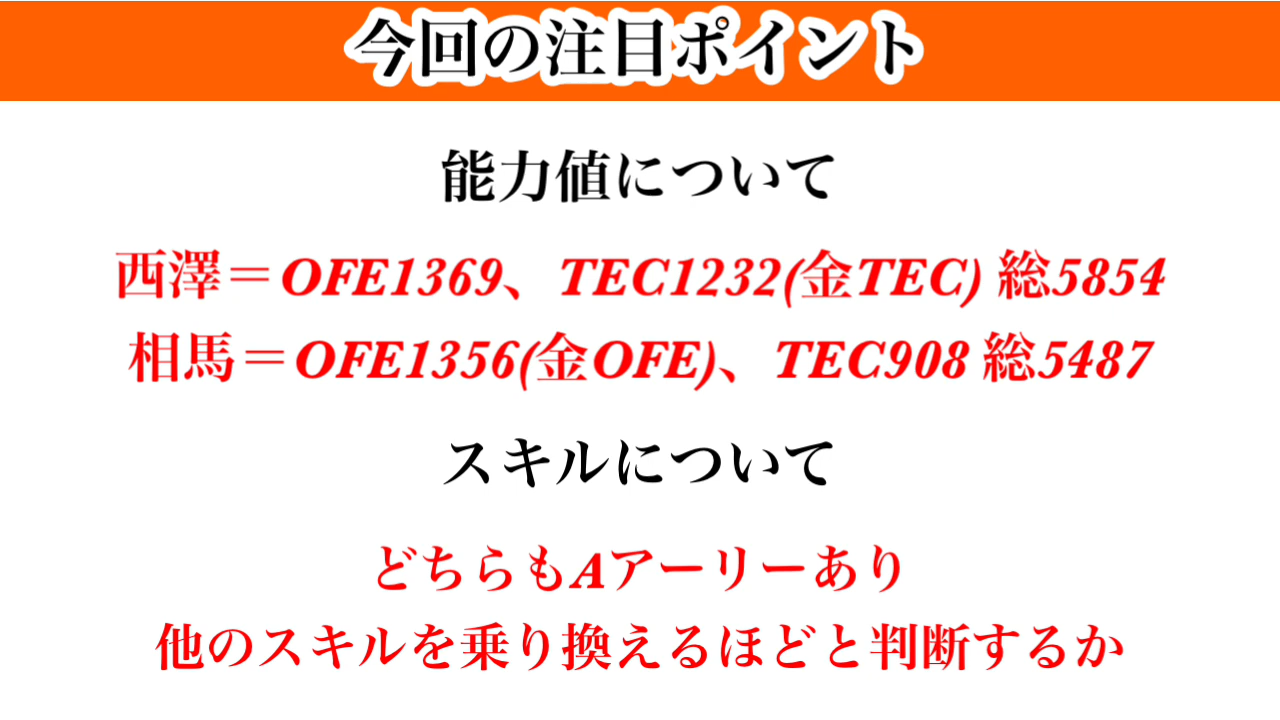 今回の注目ポイント
能力値について
西澤＝OFE1369、TEC1232(金TEC) 総5854
相馬＝OFE1356(金OFE)、TEC908 総5487
スキルについて
どちらもAアーリーあり
他のスキルを乗り換えるほどと判断するか